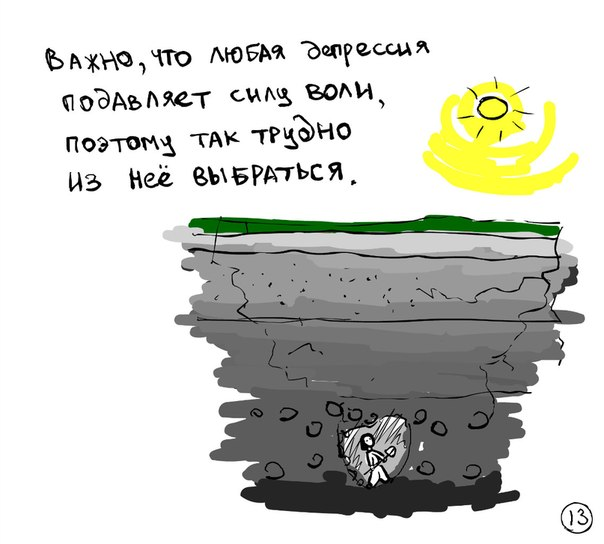 Важно, что любая депрессия
подавляет силу воли,
поэтому так трудно
из неё выбраться.
13